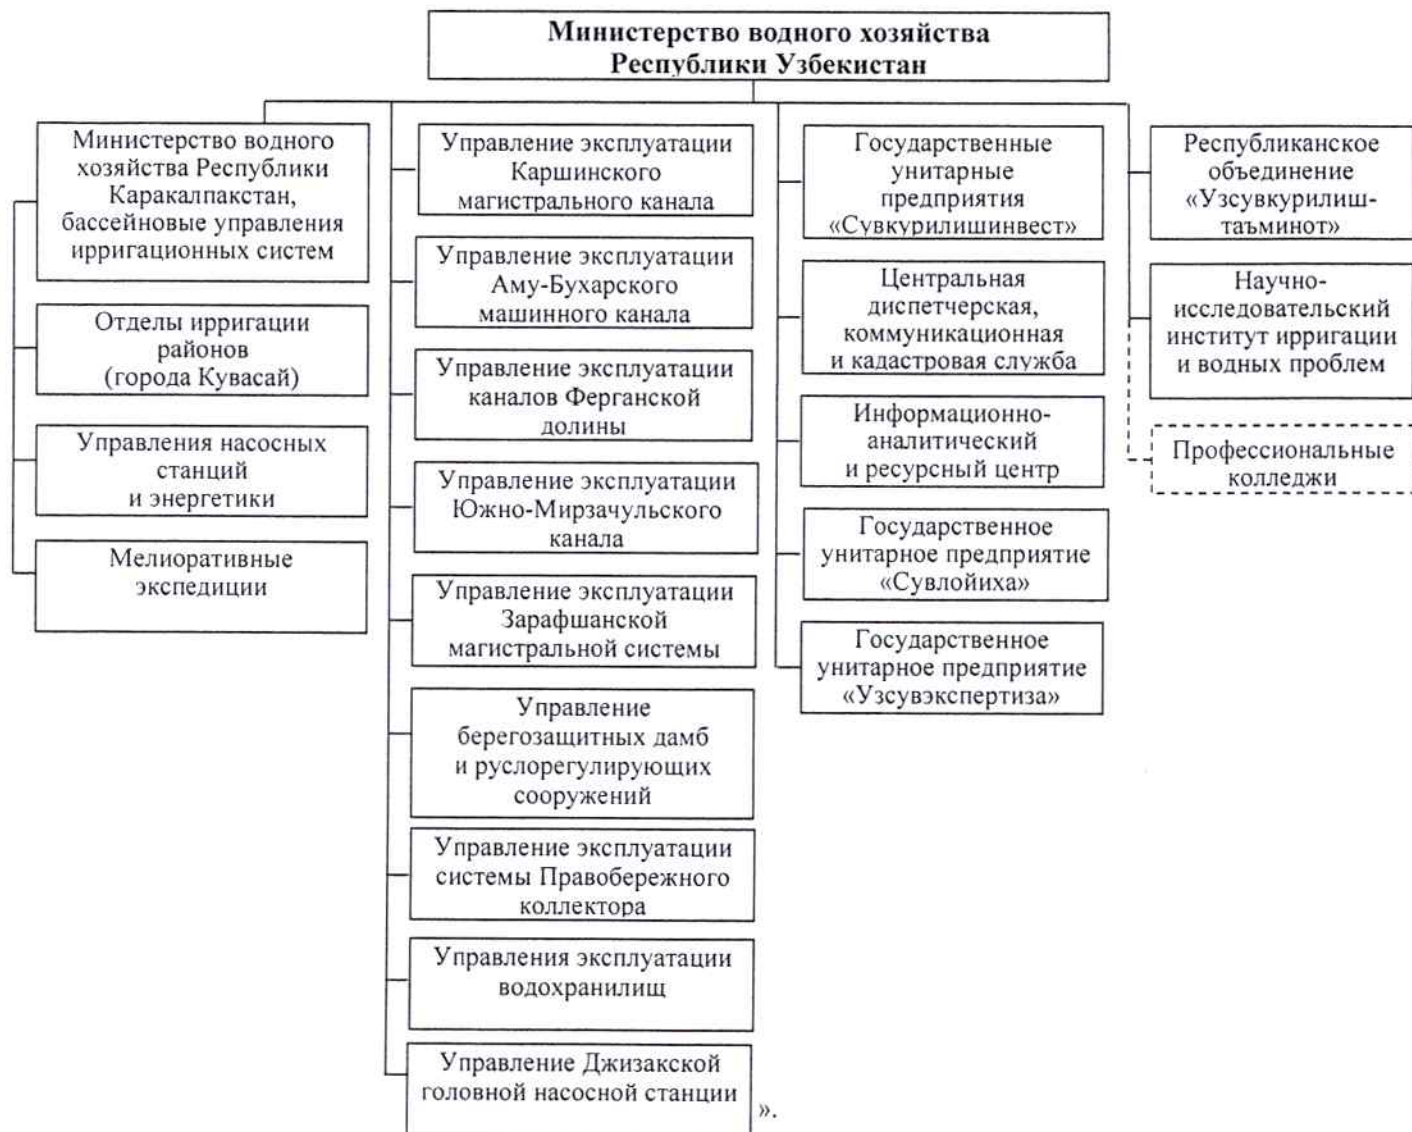 Министерство водного хозяйства
Республики Узбекистан
Министерство водного
хозяйства Республики
Каракалпакстан,
бассейновые управления
ирригационных систем
Отделы ирригации
районов
(города Кувасай)
Управления насосных
станций
и энергетики
Мелиоративные
экспедиции
Управление эксплуатации
Каршинского
магистрального канала
Управление эксплуатации
Аму-Бухарского
машинного канала
Управление эксплуатации
каналов Ферганской
долины
Управление эксплуатации
Южно-Мирзачульского
канала
Управление эксплуатации
Зарафшанской
магистральной системы
Управление
берегозащитных дамб
и руслорегулирующих
сооружений
Управление эксплуатации
системы Правобережного
коллектора
Управления эксплуатации
водохранилищ
Управление Джизакской
головной насосной станции
».
Государственные
унитарные
предприятия
«Сувкурилишинвест»
Центральная
диспетчерская,
коммуникационная
и кадастровая служба
Информационно-
аналитический
и ресурсный центр
Государственное
унитарное предприятие
«Сувлойиха»
Государственное
унитарное предприятие
«Узсувэкспертиза»
Республиканское
объединение
«Узсувкурилиш-
таъминот»
Научно-
исследовательский
институт ирригации
и водных проблем
Профессиональные
колледжи